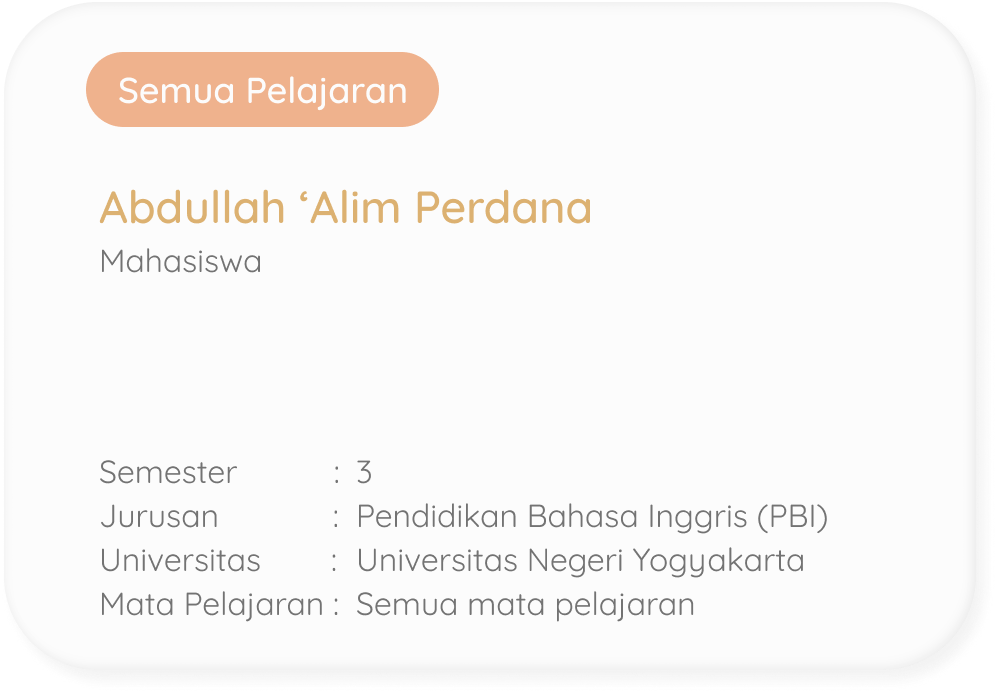 Semua Pelajaran
Abdullah ‘Alim Perdana
Mahasiswa
Semester : 3
Jurusan : Pendidikan Bahasa Inggris (PBI)
Universitas : Universitas Negeri Yogyakarta
Mata Pelajaran : Semua mata pelajaran